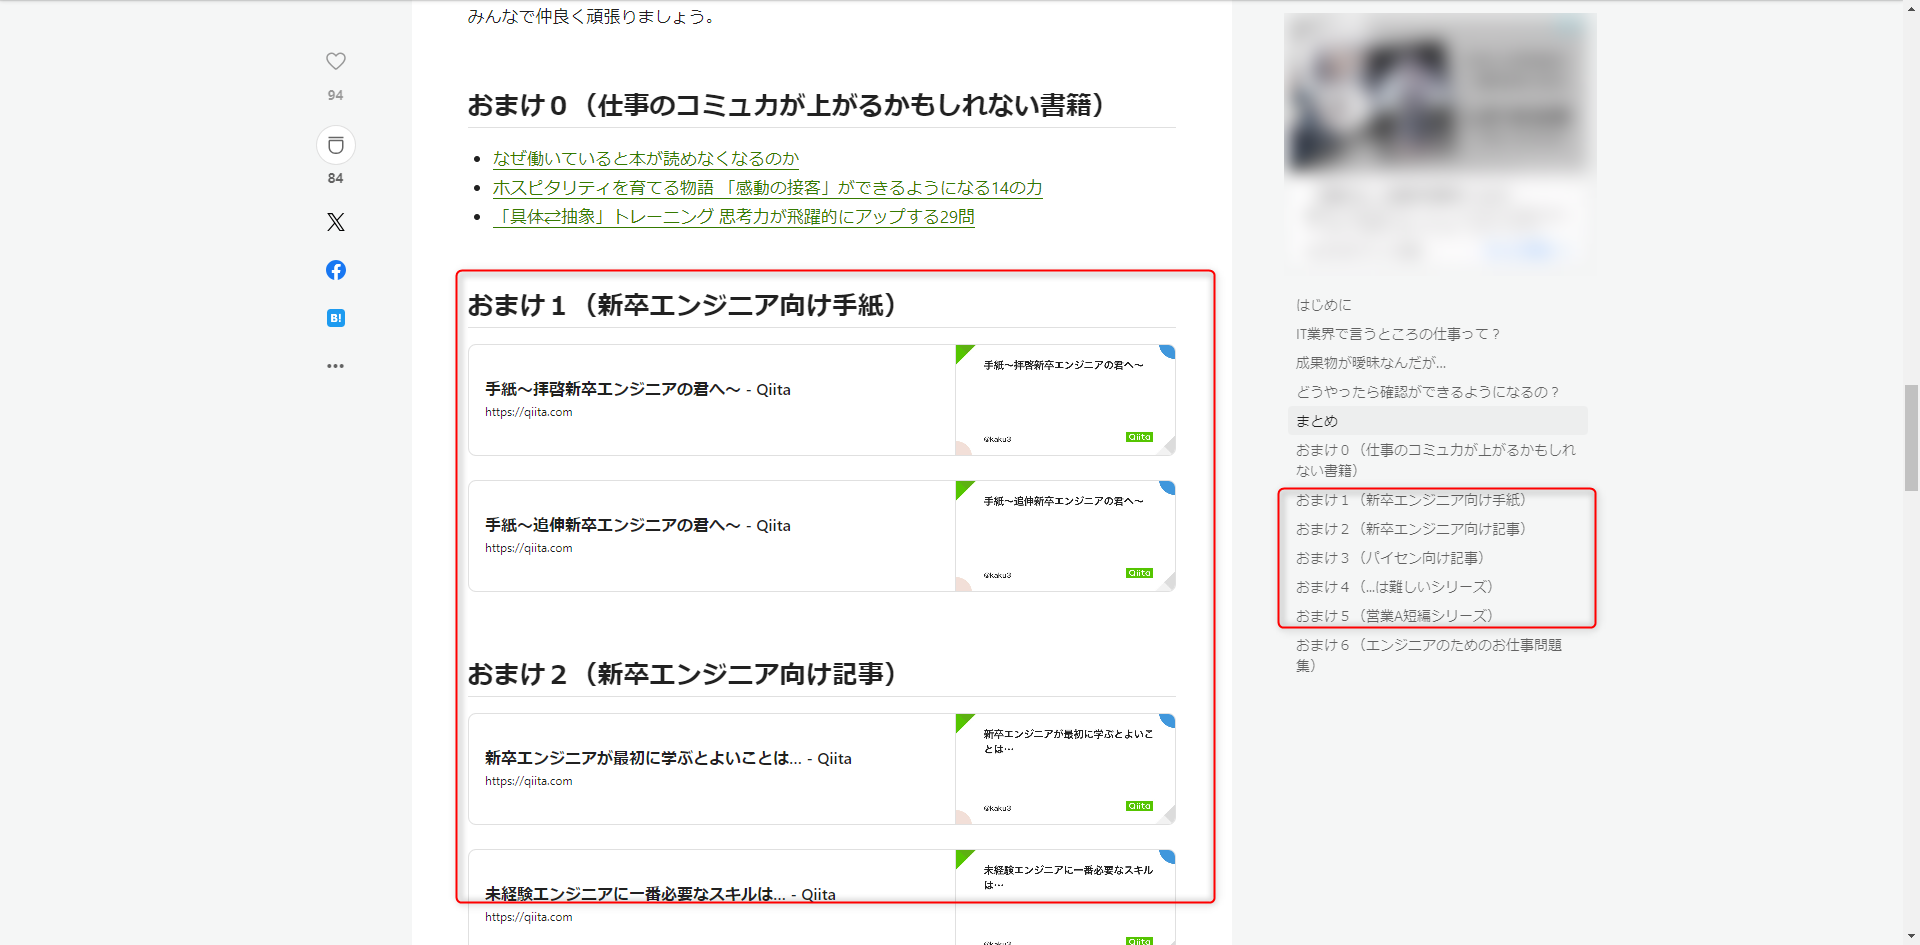 みんなで仲良く頑張りましょう。
94
84
B!
おまけ０（仕事のコミュ力が上がるかもしれない書籍）
なぜ働いていると本が読めなくなるのか
ホスピタリティを育てる物語 「感動の接客」ができるようになる14の力
「具体⇄抽象」トレーニング 思考力が飛躍的にアップする29問
おまけ１（新卒エンジニア向け手紙）
手紙～拝啓新卒エンジニアの君へ～ - Qiita
https://qiita.com
手紙～拝啓新卒エンジニアの君へ～
@kaku3
Qiita
手紙～追伸新卒エンジニアの君へ～ - Qiita
https://qiita.com
手紙～追伸新卒エンジニアの君へ～
@kaku3
Qiita
おまけ２（新卒エンジニア向け記事）
新卒エンジニアが最初に学ぶとよいことは... - Qiita
https://qiita.com
新卒エンジニアが最初に学ぶとよいこ
とは…
@kaku3
Qiita
未経験エンジニアに一番必要なスキルは... - Qiita
https://qiita.com
未経験エンジニアに一番必要なスキル
は…
@kaku3
Qiita
はじめに
IT業界で言うところの仕事って？
成果物が曖昧なんだが...
どうやったら確認ができるようになるの？
まとめ
おまけ０（仕事のコミュ力が上がるかもしれ
ない書籍）
おまけ１（新卒エンジニア向け手紙）
おまけ２（新卒エンジニア向け記事）
おまけ３（パイセン向け記事）
おまけ４（...は難しいシリーズ）
おまけ５（営業A短編シリーズ）
おまけ６（エンジニアのためのお仕事問題
集）